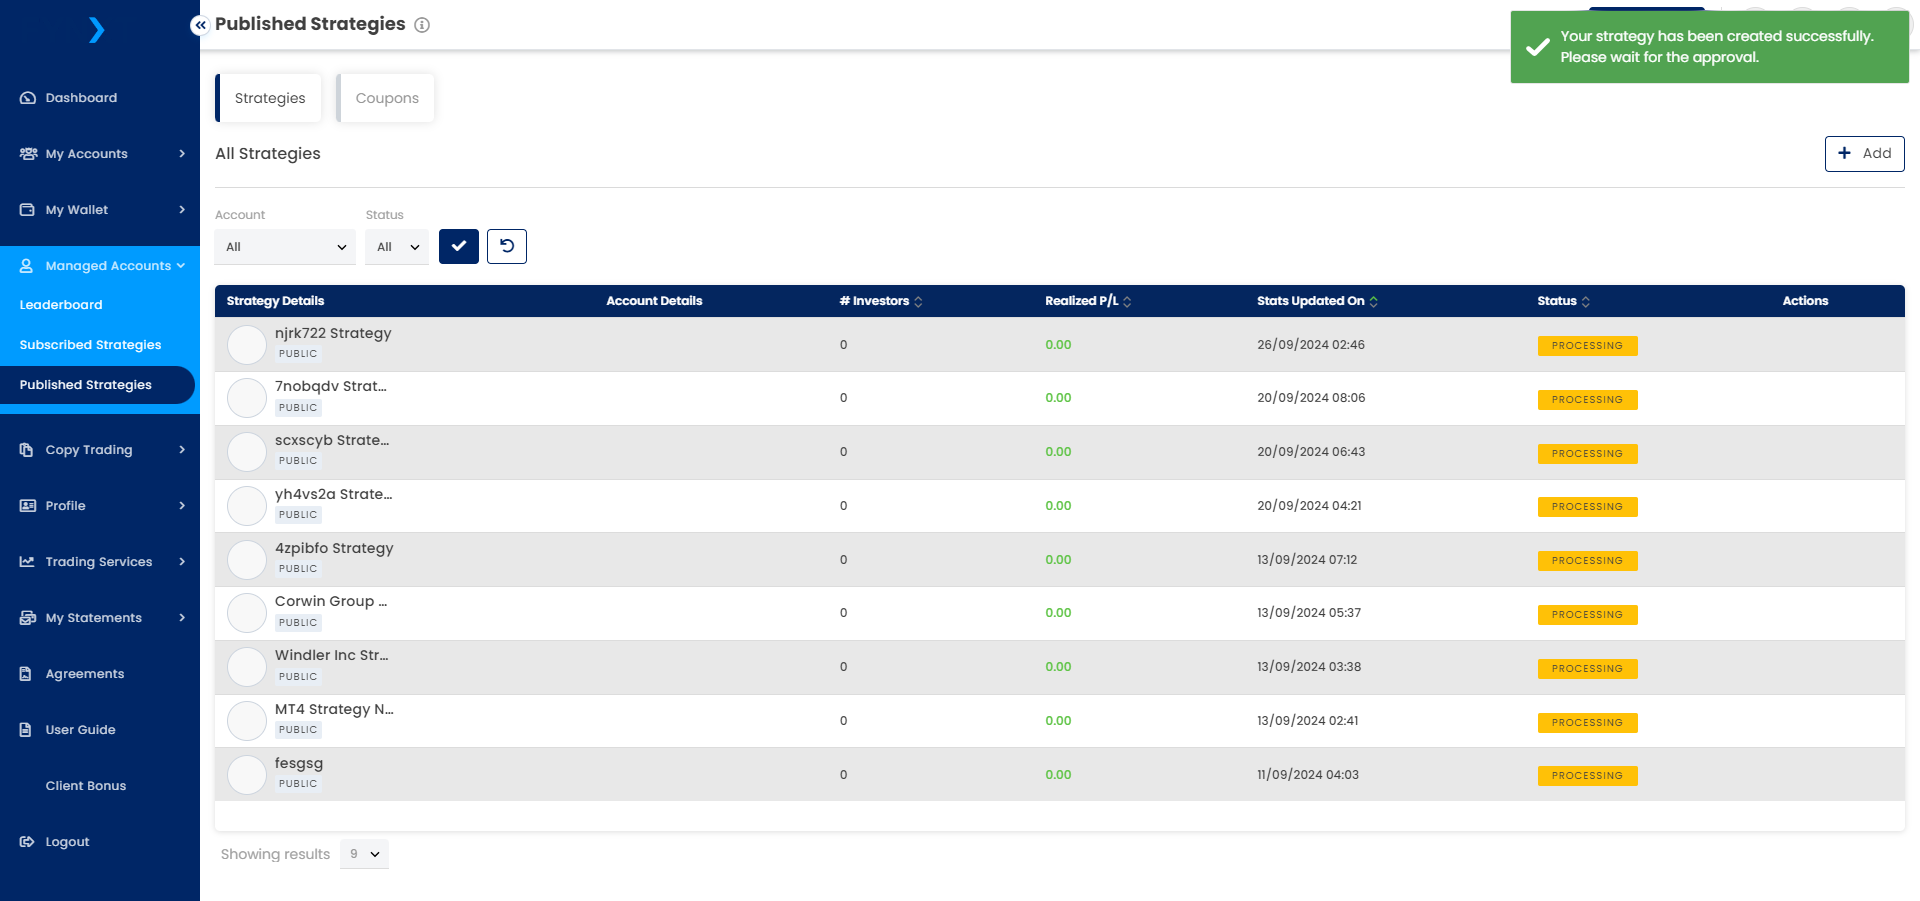 Published Strategies
Your strategy has been created successfully.
Please wait for the approval.
Dashboard
My Accounts
My Wallet
Managed Accounts
Leaderboard
Subscribed Strategies
Published Strategies
Copy Trading
Profile
Trading Services
My Statements
Agreements
User Guide
Client Bonus
Logout
Strategies
Coupons
All Strategies
Add
Account
Status
All
All
Strategy Details Account Details # Investors Realized P/L Stats Updated On Status Actions
njrk722 Strategy
PUBLIC
0 0.00 26/09/2024 02:46 PROCESSING
7nobqdv Strat...
PUBLIC
0 0.00 20/09/2024 08:06 PROCESSING
scxscyb Strate...
PUBLIC
0 0.00 20/09/2024 06:43 PROCESSING
yh4vs2a Strate...
PUBLIC
0 0.00 20/09/2024 04:21 PROCESSING
4zpibfo Strategy
PUBLIC
0 0.00 13/09/2024 07:12 PROCESSING
Corwin Group ...
PUBLIC
0 0.00 13/09/2024 05:37 PROCESSING
Windler Inc Str...
PUBLIC
0 0.00 13/09/2024 03:38 PROCESSING
MT4 Strategy N...
PUBLIC
0 0.00 13/09/2024 02:41 PROCESSING
fesgsg
PUBLIC
0 0.00 11/09/2024 04:03 PROCESSING
Showing results 9